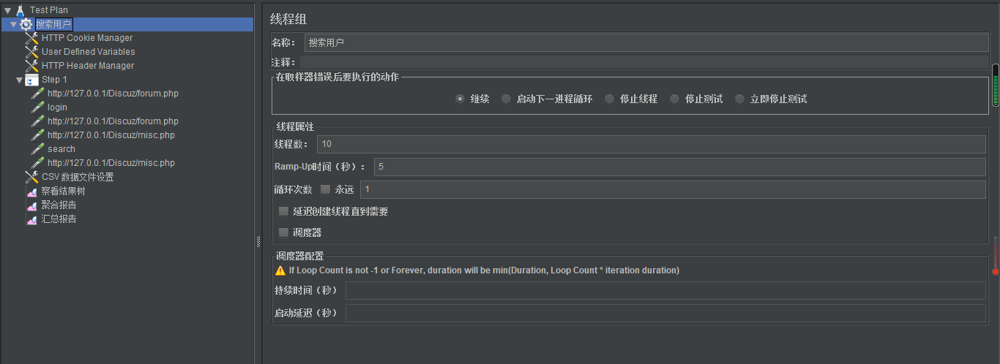 Test Plan
搜索用户
HTTP Cookie Manager
User Defined Variables
HTTP Header Manager
Step 1
http://127.0.0.1/Discuz/forum.php
login
http://127.0.0.1/Discuz/forum.php
http://127.0.0.1/Discuz/misc.php
search
http://127.0.0.1/Discuz/misc.php
CSV 数据文件设置
察看结果树
聚合报告
汇总报告
线程组
名称： 搜索用户
注释：
在取样器错误后要执行的动作
继续 启动下一进程循环 停止线程 停止测试 立即停止测试
线程属性
线程数： 10
Ramp-Up时间（秒）： 5
循环次数 永远 1
延迟创建线程直到需要
调度器
调度器配置
If Loop Count is not -1 or Forever, duration will be min(Duration, Loop Count * iteration duration)
持续时间（秒）
启动延迟（秒）